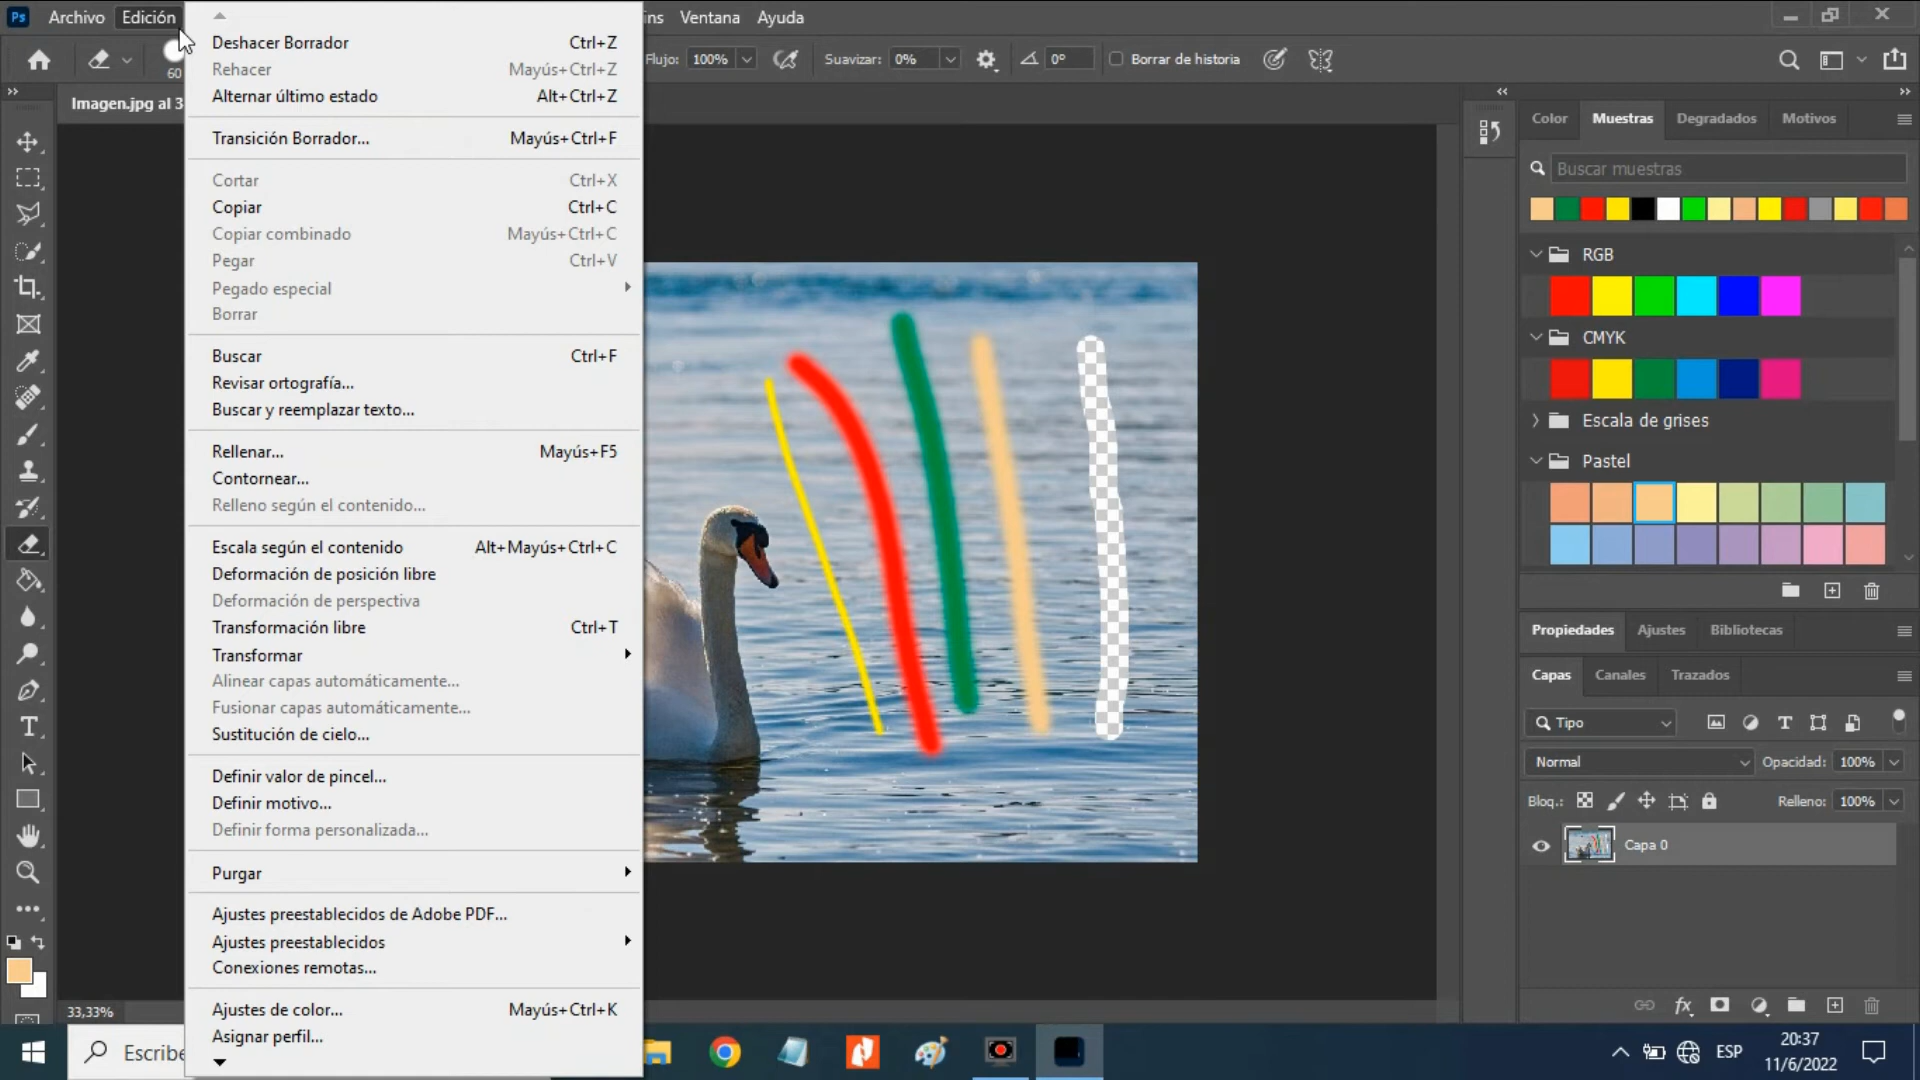 Ps Archivo Edición ins Ventana Ayuda
60 Flujo: 100% Suavizar: 0% 0° Borrar de historia
Imagen.jpg al 3
Deshacer Borrador Ctrl+Z
Rehacer Mayús+Ctrl+Z
Alternar último estado Alt+Ctrl+Z
Transición Borrador... Mayús+Ctrl+F
Cortar Ctrl+X
Copiar Ctrl+C
Copiar combinado Mayús+Ctrl+C
Pegar Ctrl+V
Pegado especial
Borrar
Buscar Ctrl+F
Revisar ortografía...
Buscar y reemplazar texto...
Rellenar... Mayús+F5
Contornear...
Relleno según el contenido...
Escala según el contenido Alt+Mayús+Ctrl+C
Deformación de posición libre
Deformación de perspectiva
Transformación libre Ctrl+T
Transformar
Alinear capas automáticamente...
Fusionar capas automáticamente...
Sustitución de cielo...
Definir valor de pincel...
Definir motivo...
Definir forma personalizada...
Purgar
Ajustes preestablecidos de Adobe PDF...
Ajustes preestablecidos
Conexiones remotas...
Ajustes de color... Mayús+Ctrl+K
Asignar perfil...
Color Muestras Degradados Motivos
Buscar muestras
RGB
CMYK
Escala de grises
Pastel
Propiedades Ajustes Bibliotecas
Capas Canales Trazados
Tipo
Normal Opacidad: 100%
Bloq.: Relleno: 100%
Capa 0
fx
33,33%
Escribe
ESP
20:37
11/6/2022